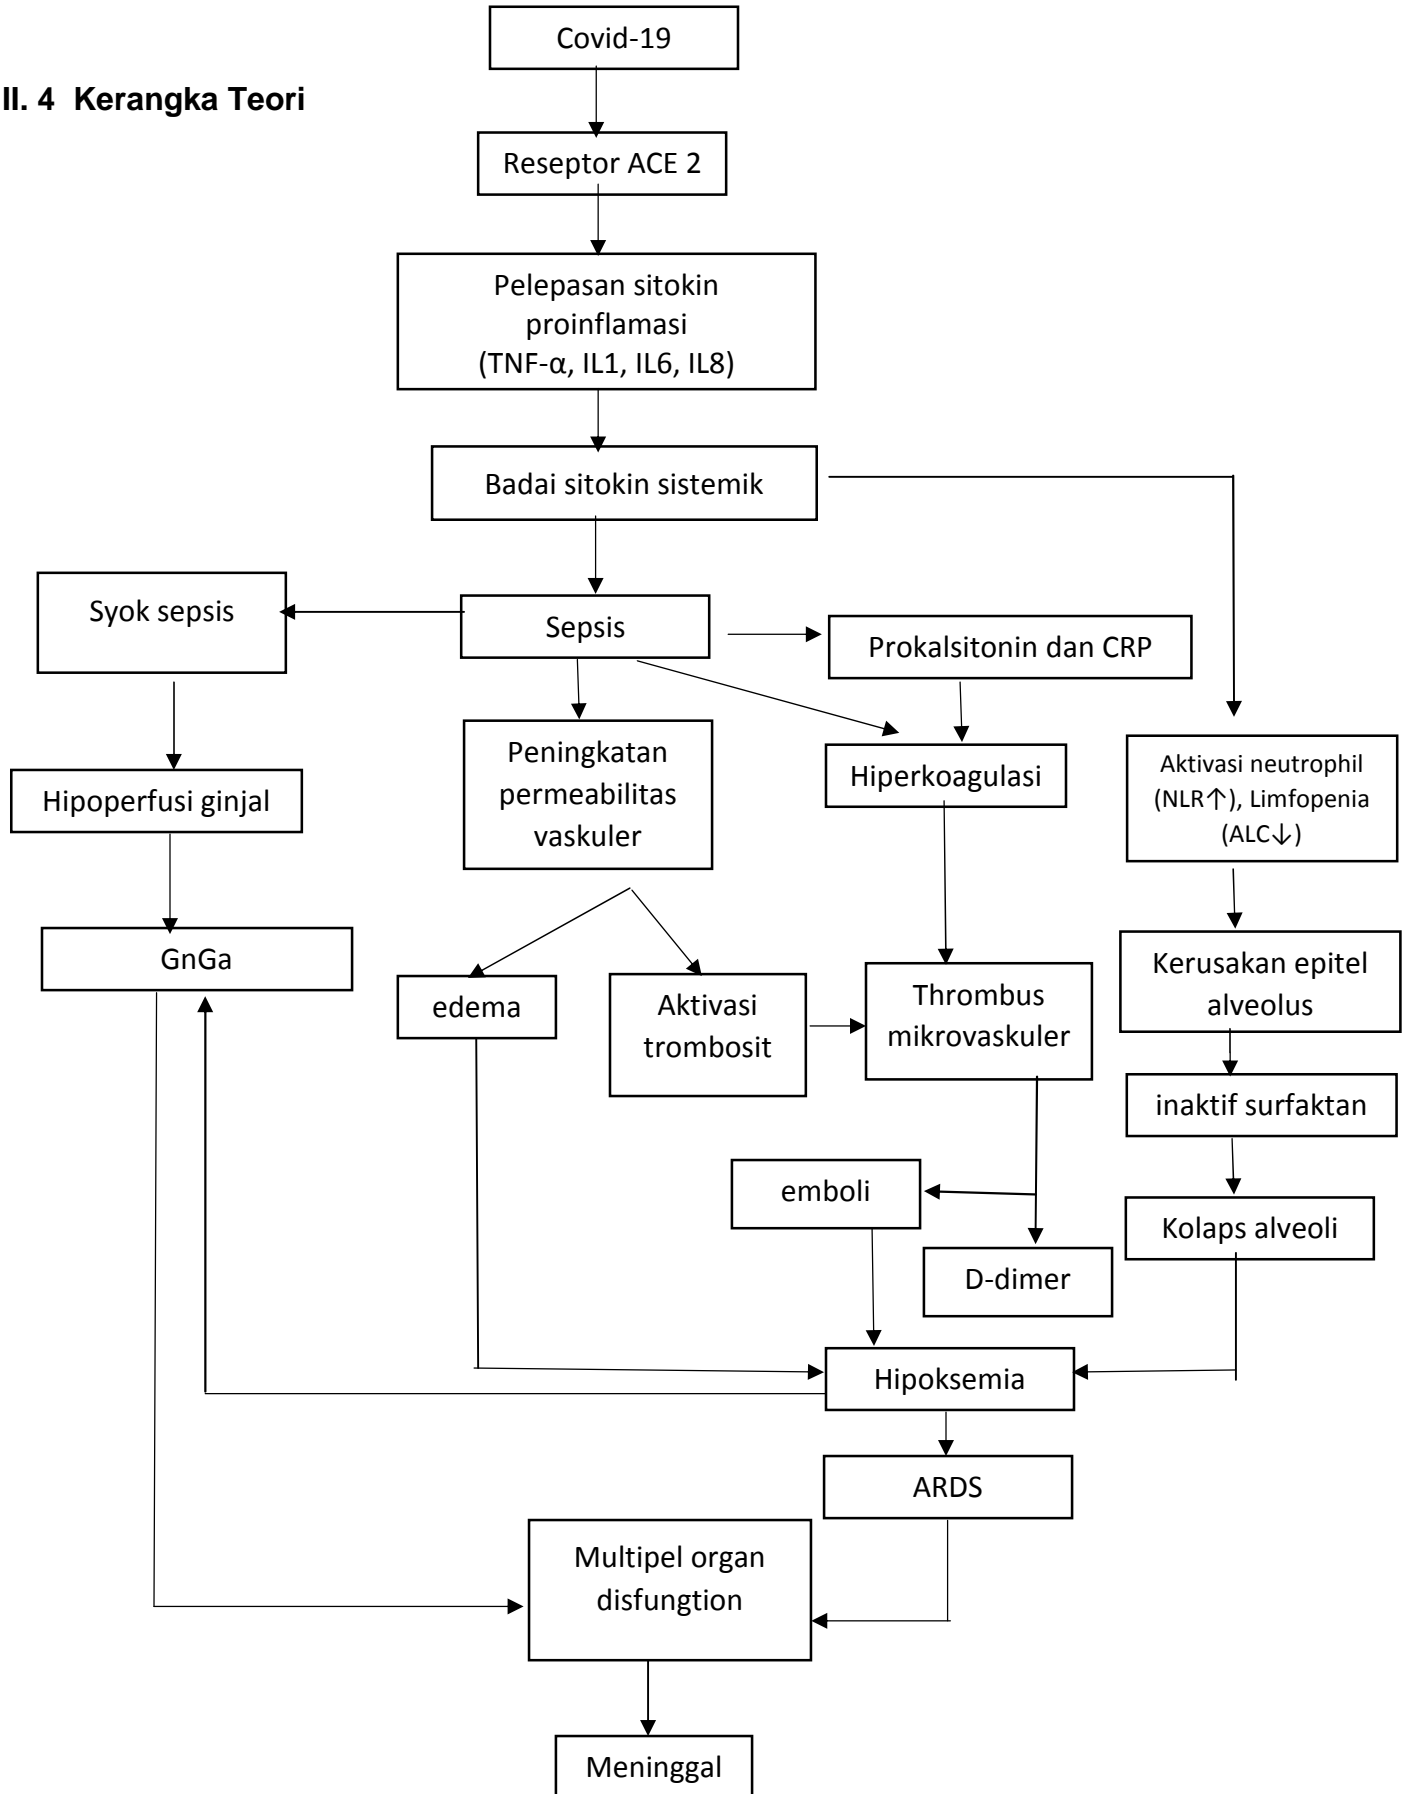 Covid-19
II. 4 Kerangka Teori
Reseptor ACE 2
Pelepasan sitokin
proinflamasi
(TNF-α, IL1, IL6, IL8)
Badai sitokin sistemik
Syok sepsis
Sepsis
Prokalsitonin dan CRP
Peningkatan
permeabilitas
vaskuler
Hiperkoagulasi
Aktivasi neutrophil
(NLR↑), Limfopenia
(ALC↓)
Hipoperfusi ginjal
GnGa
edema
Aktivasi
trombosit
Thrombus
mikrovaskuler
Kerusakan epitel
alveolus
inaktif surfaktan
emboli
Kolaps alveoli
D-dimer
Hipoksemia
ARDS
Multipel organ
disfungtion
Meninggal